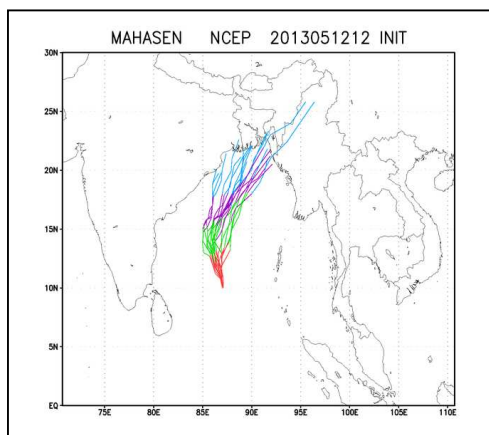 MAHASEN NCEP 2013051212 INIT
30N
25N
20N
15N
10N
5N
EQ
75E 80E 85E 90E 95E 100E 105E 110E